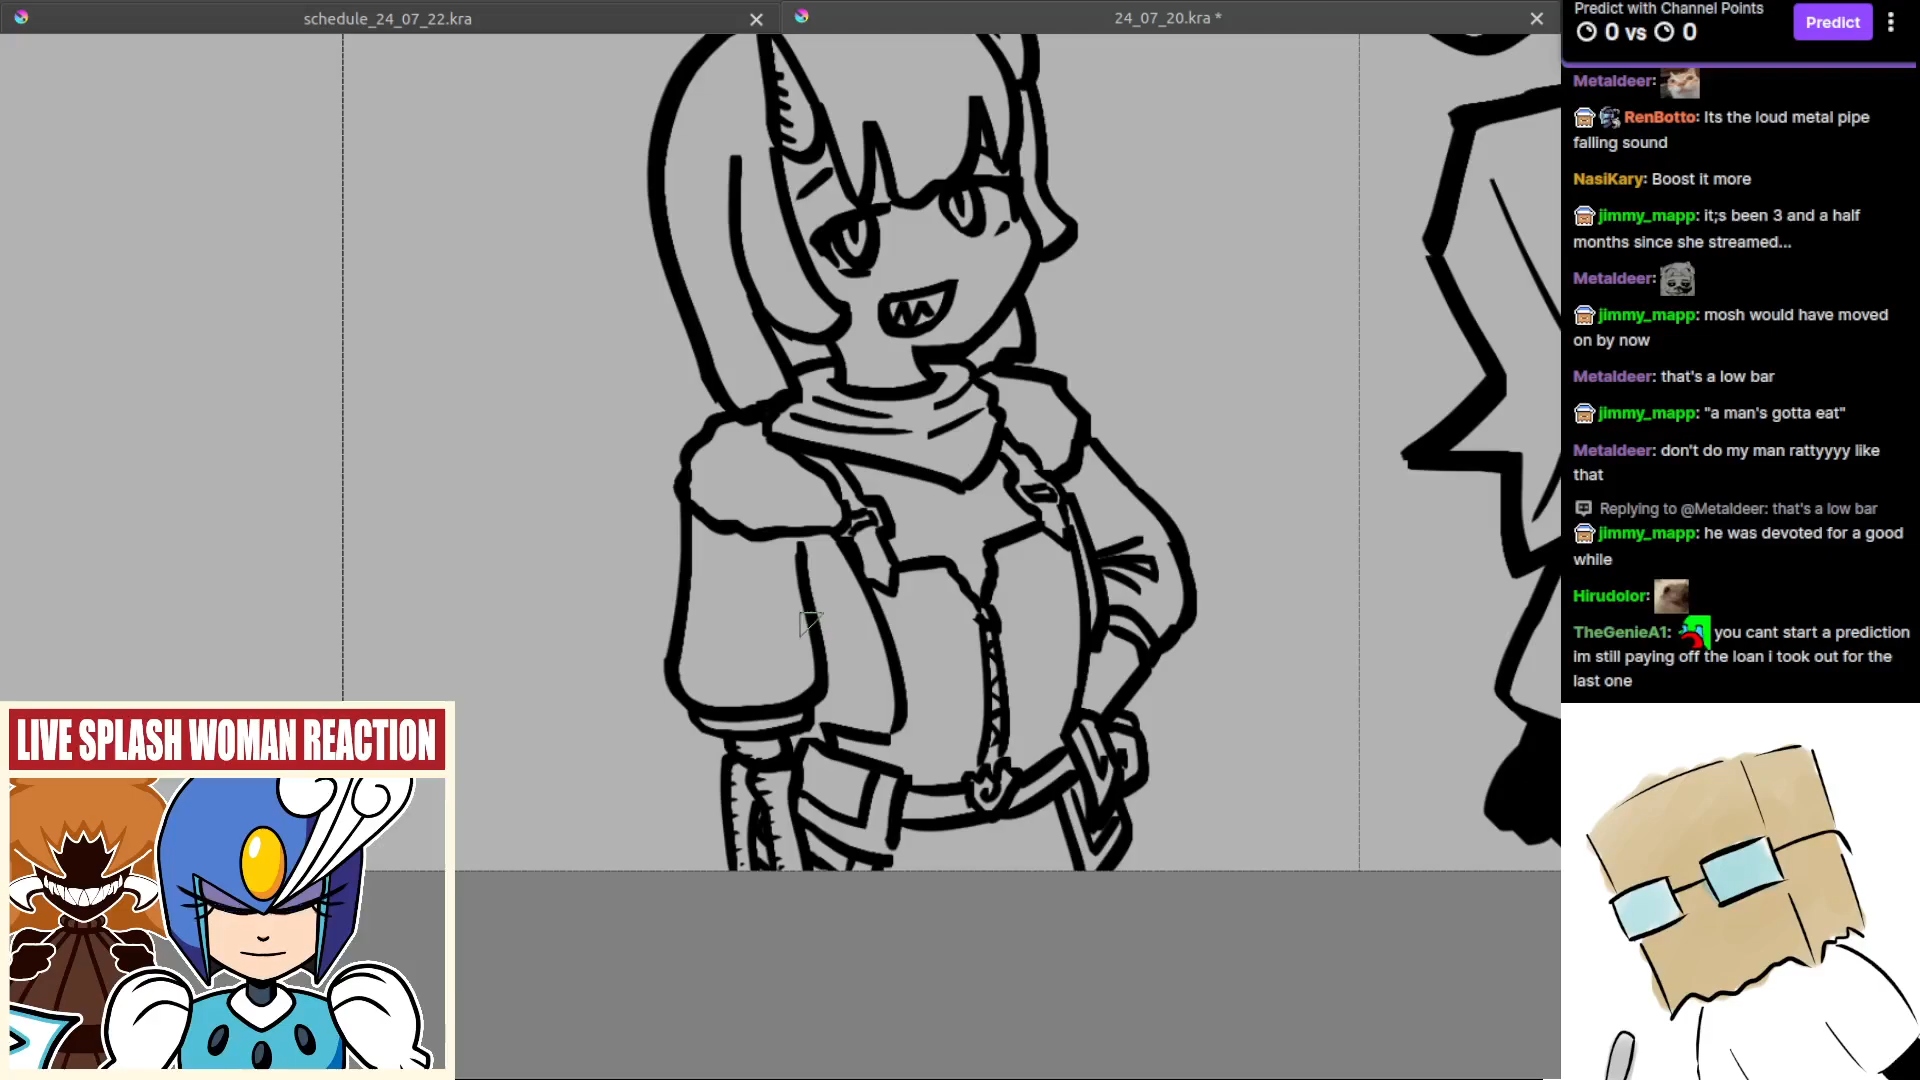 schedule_24_07_22.kra
24_07_20.kra *
Predict with Channel Points
0 vs 0
Predict
Metaldeer:
RenBotto: Its the loud metal pipe
falling sound
NasiKary: Boost it more
jimmy_mapp: it;s been 3 and a half
months since she streamed...
Metaldeer:
jimmy_mapp: mosh would have moved
on by now
Metaldeer: that's a low bar
jimmy_mapp: "a man's gotta eat"
Metaldeer: don't do my man rattyyyy like
that
Replying to @Metaldeer: that's a low bar
jimmy_mapp: he was devoted for a good
while
Hirudolor:
TheGenieA1: you cant start a prediction
im still paying off the loan i took out for the
last one
LIVE SPLASH WOMAN REACTION